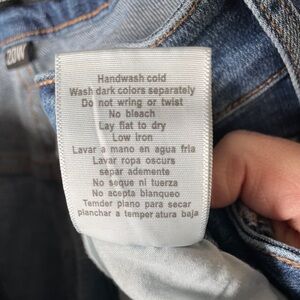 20W
Handwash cold
Wash dark colors separately
Do not wring or twist
No bleach
Lay flat to dry
Low iron
Lavar a mano en agua fria
Lavar ropa oscurs
separ ademente
No seque ni tuerza
No acepta blanqueo
Tender plano para secar
planchar a temper atura baja